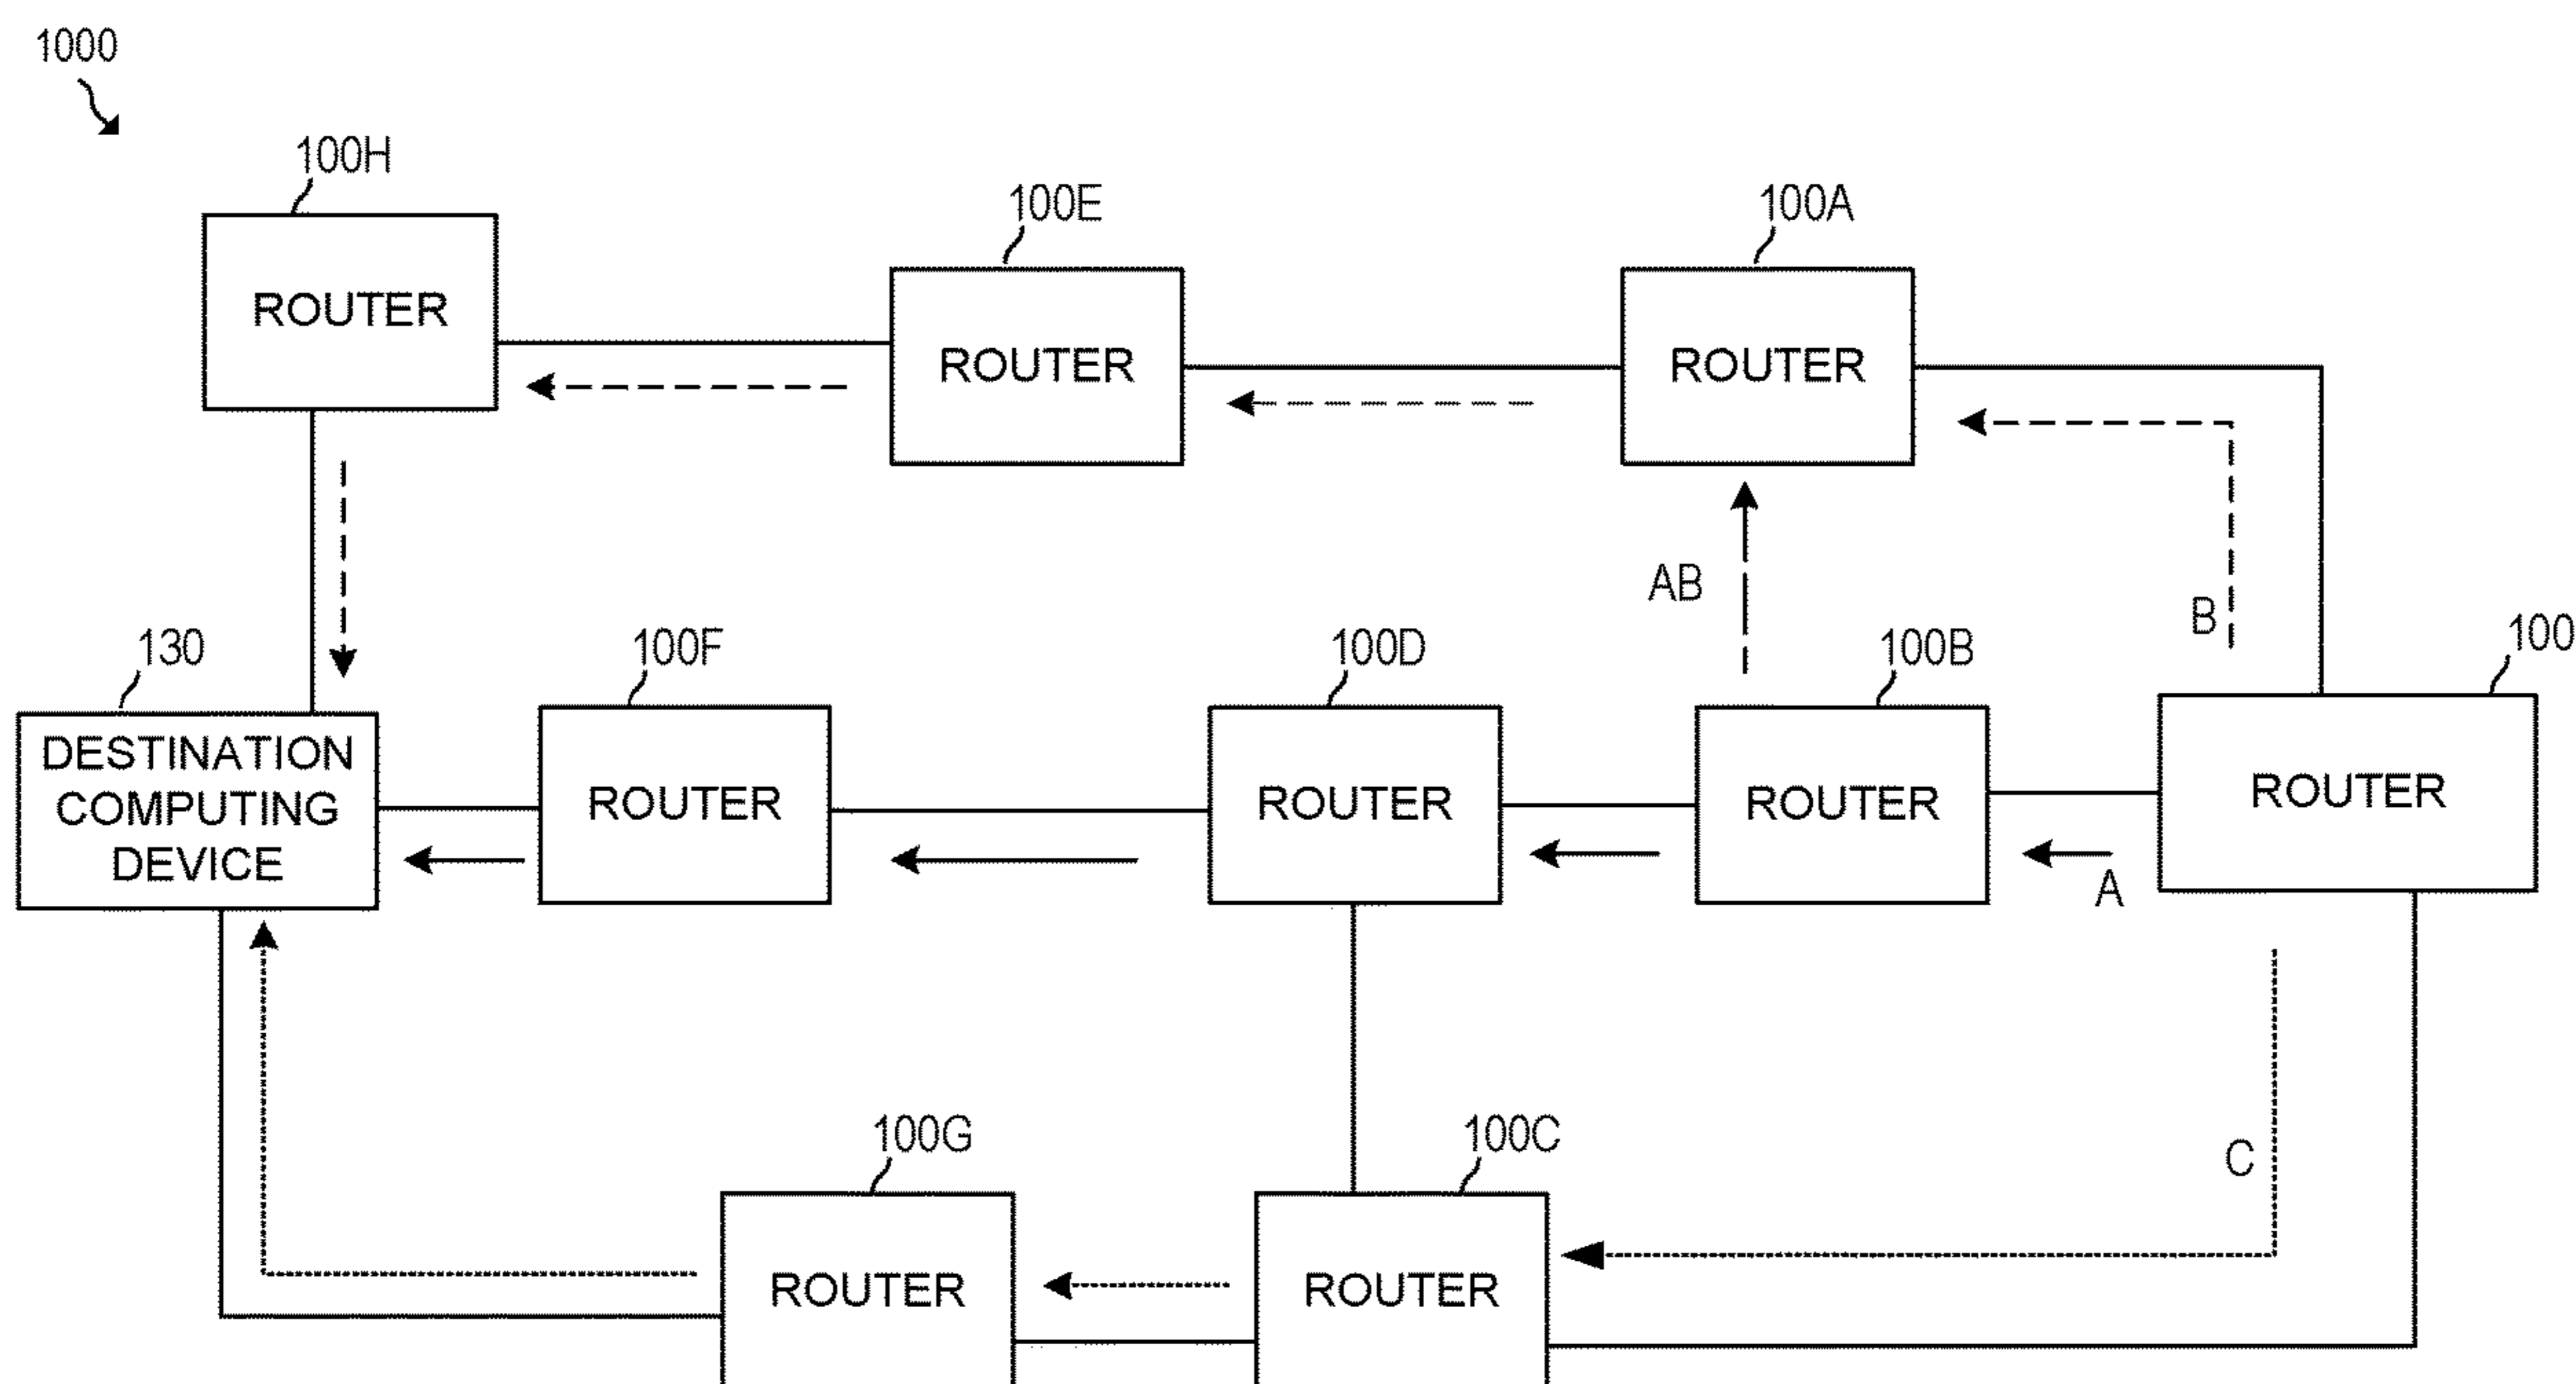 1000
100H
100E
100A
ROUTER
ROUTER
ROUTER
AB
B
130
100F
100D
100B
100
DESTINATION
COMPUTING
DEVICE
ROUTER
ROUTER
ROUTER
ROUTER
A
100G
100C
C
ROUTER
ROUTER